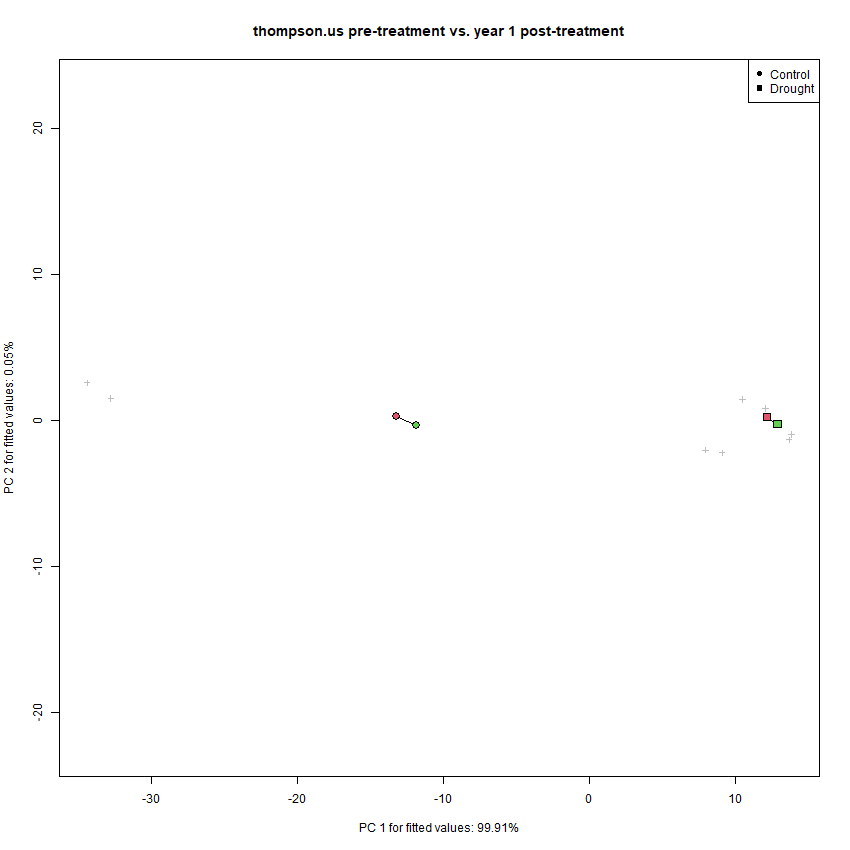 thompson.us pre-treatment vs. year 1 post-treatment
Control
Drought
20
10
0
-10
-20
PC 2 for fitted values: 0.05%
-30
-20
-10
0
10
PC 1 for fitted values: 99.91%